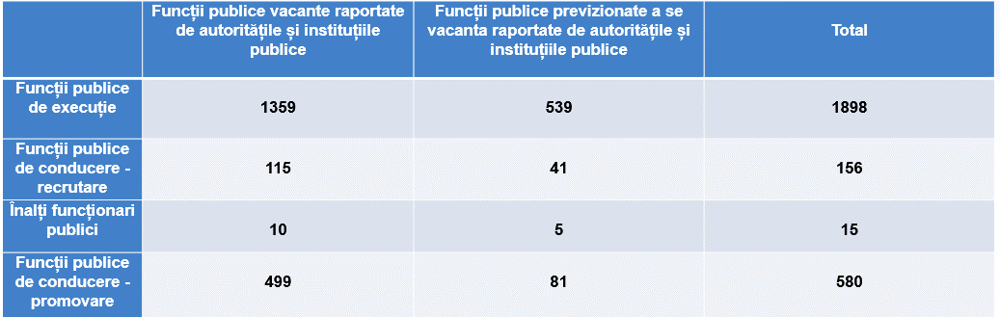 Funcții publice vacante raportate
de autoritățile și instituțiile
publice
Funcții publice previzionate a se
vacanta raportate de autoritățile și
instituțiile publice
Total
Funcții publice
de execuție
1359
539
1898
Funcții publice
de conducere -
recrutare
115
41
156
Înalți funcționari
publici
10
5
15
Funcții publice
de conducere -
promovare
499
81
580